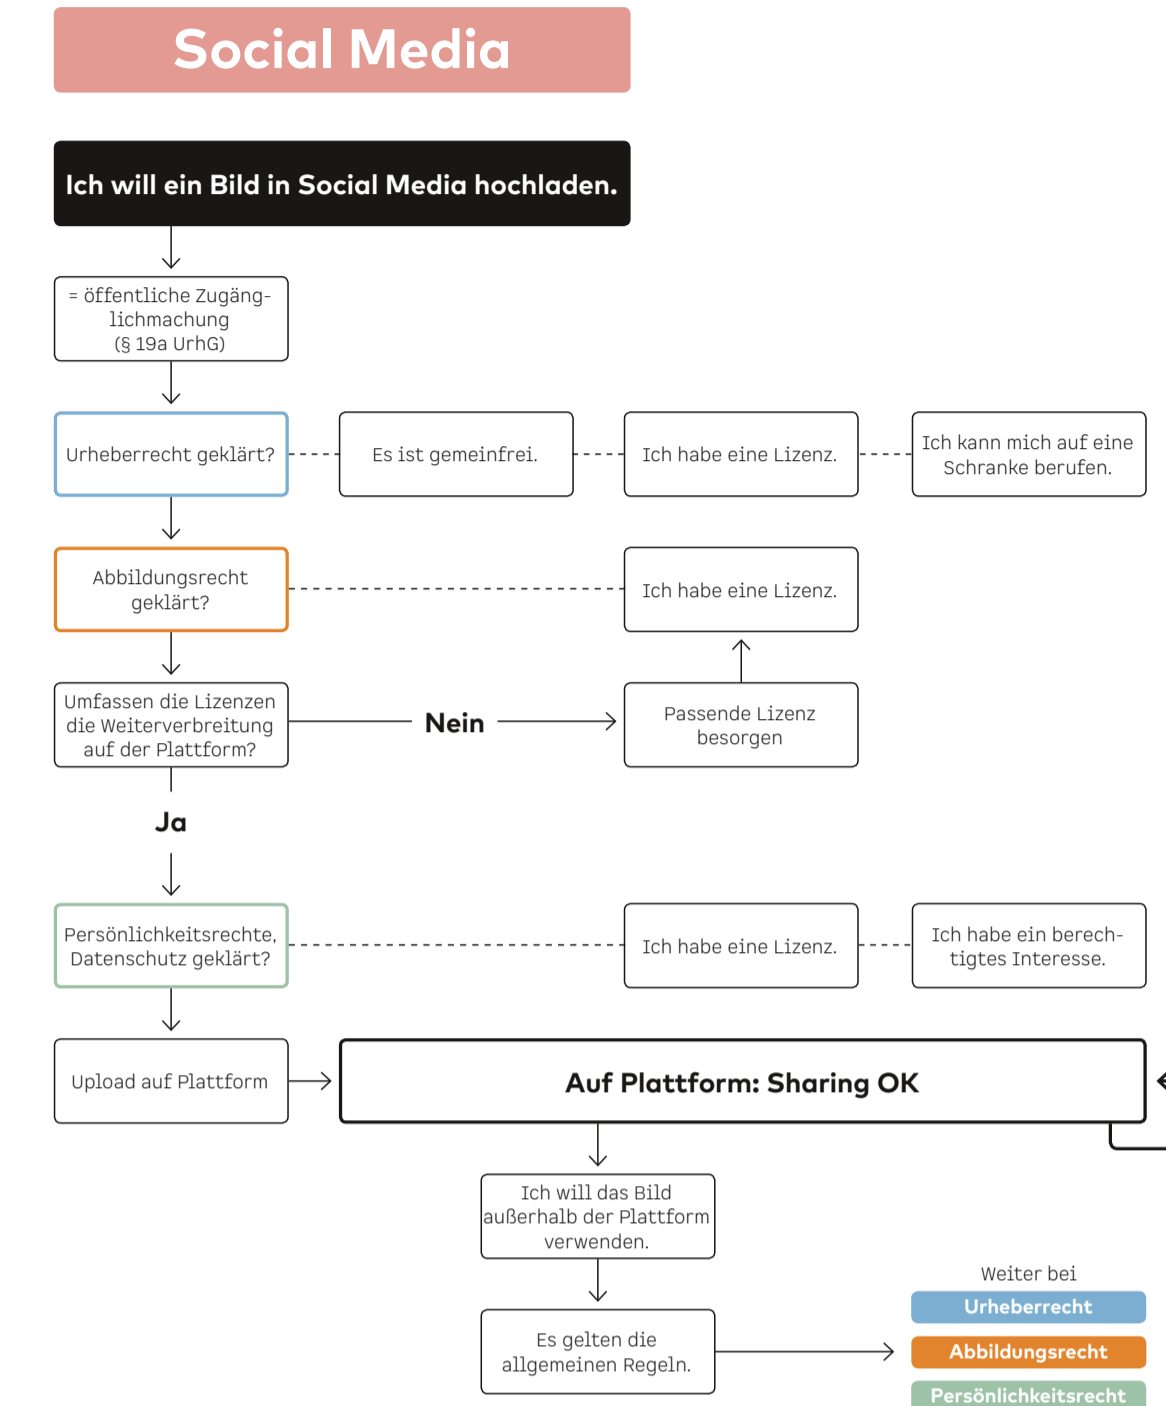 Social Media
Ich will ein Bild in Social Media hochladen.
= öffentliche Zugäng-
lichmachung
(§ 19a UrhG)
Urheberrecht geklärt?
Es ist gemeinfrei.
Ich habe eine Lizenz.
Ich kann mich auf eine
Schranke berufen.
Abbildungsrecht
geklärt?
Ich habe eine Lizenz.
Umfassen die Lizenzen
die Weiterverbreitung
auf der Plattform?
Nein
Passende Lizenz
besorgen
Ja
Persönlichkeitsrechte,
Datenschutz geklärt?
Ich habe eine Lizenz.
Ich habe ein berech-
tigtes Interesse.
Upload auf Plattform
Auf Plattform: Sharing OK
Ich will das Bild
außerhalb der Plattform
verwenden.
Es gelten die
allgemeinen Regeln.
Weiter bei
Urheberrecht
Abbildungsrecht
Persönlichkeitsrecht